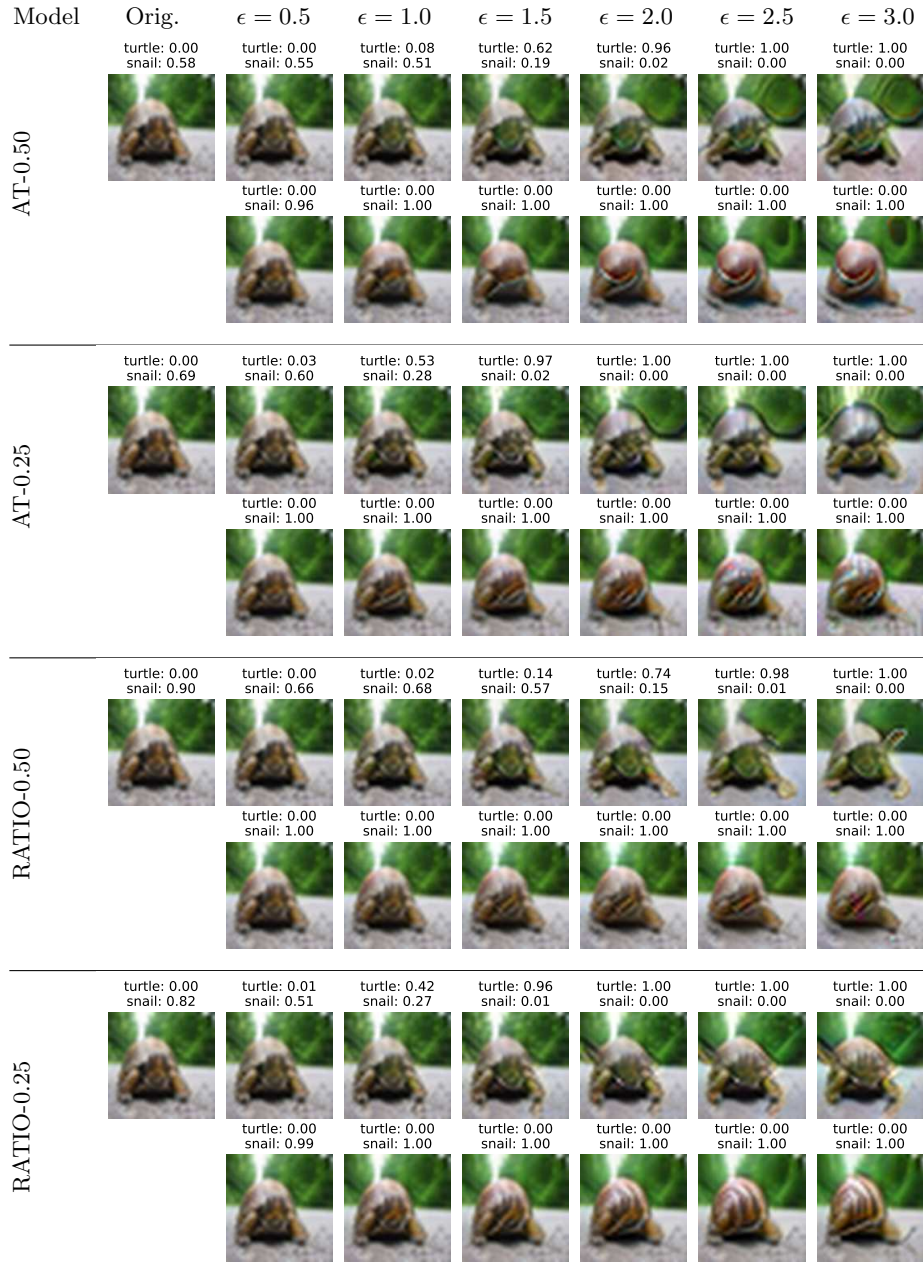 Model Orig. ϵ = 0.5 ϵ = 1.0 ϵ = 1.5 ϵ = 2.0 ϵ = 2.5 ϵ = 3.0
AT-0.50
turtle: 0.00 turtle: 0.00 turtle: 0.08 turtle: 0.62 turtle: 0.96 turtle: 1.00 turtle: 1.00
snail: 0.58 snail: 0.55 snail: 0.51 snail: 0.19 snail: 0.02 snail: 0.00 snail: 0.00
turtle: 0.00 turtle: 0.00 turtle: 0.00 turtle: 0.00 turtle: 0.00 turtle: 0.00
snail: 0.96 snail: 1.00 snail: 1.00 snail: 1.00 snail: 1.00 snail: 1.00
AT-0.25
turtle: 0.00 turtle: 0.03 turtle: 0.53 turtle: 0.97 turtle: 1.00 turtle: 1.00 turtle: 1.00
snail: 0.69 snail: 0.60 snail: 0.28 snail: 0.02 snail: 0.00 snail: 0.00 snail: 0.00
turtle: 0.00 turtle: 0.00 turtle: 0.00 turtle: 0.00 turtle: 0.00 turtle: 0.00
snail: 1.00 snail: 1.00 snail: 1.00 snail: 1.00 snail: 1.00 snail: 1.00
RATIO-0.50
turtle: 0.00 turtle: 0.00 turtle: 0.02 turtle: 0.14 turtle: 0.74 turtle: 0.98 turtle: 1.00
snail: 0.90 snail: 0.66 snail: 0.68 snail: 0.57 snail: 0.15 snail: 0.01 snail: 0.00
turtle: 0.00 turtle: 0.00 turtle: 0.00 turtle: 0.00 turtle: 0.00 turtle: 0.00
snail: 1.00 snail: 1.00 snail: 1.00 snail: 1.00 snail: 1.00 snail: 1.00
RATIO-0.25
turtle: 0.00 turtle: 0.01 turtle: 0.42 turtle: 0.96 turtle: 1.00 turtle: 1.00 turtle: 1.00
snail: 0.82 snail: 0.51 snail: 0.27 snail: 0.01 snail: 0.00 snail: 0.00 snail: 0.00
turtle: 0.00 turtle: 0.00 turtle: 0.00 turtle: 0.00 turtle: 0.00 turtle: 0.00
snail: 0.99 snail: 1.00 snail: 1.00 snail: 1.00 snail: 1.00 snail: 1.00